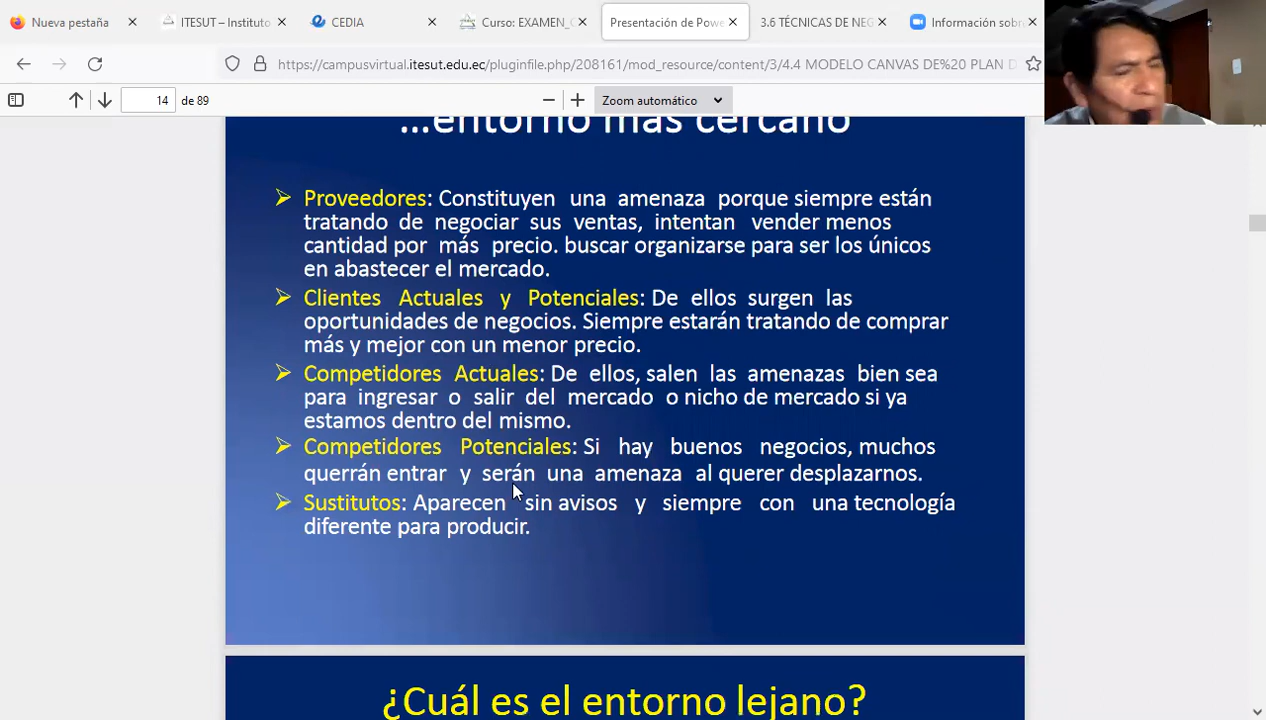 Nueva pestaña
ITESUT – Instituto
CEDIA
Curso: EXAMEN_C
Presentación de Powe
3.6 TÉCNICAS DE NEG
Información sobr
https://campusvirtual.itesut.edu.ec/pluginfile.php/208161/mod_resource/content/3/4.4 MODELO CANVAS DE%20 PLAN D
14 de 89
Zoom automático
...entorno más cercano
Proveedores: Constituyen una amenaza porque siempre están
tratando de negociar sus ventas, intentan vender menos
cantidad por más precio. buscar organizarse para ser los únicos
en abastecer el mercado.
Clientes Actuales y Potenciales: De ellos surgen las
oportunidades de negocios. Siempre estarán tratando de comprar
más y mejor con un menor precio.
Competidores Actuales: De ellos, salen las amenazas bien sea
para ingresar o salir del mercado o nicho de mercado si ya
estamos dentro del mismo.
Competidores Potenciales: Si hay buenos negocios, muchos
querrán entrar y serán una amenaza al querer desplazarnos.
Sustitutos: Aparecen sin avisos y siempre con una tecnología
diferente para producir.
¿Cuál es el entorno lejano?